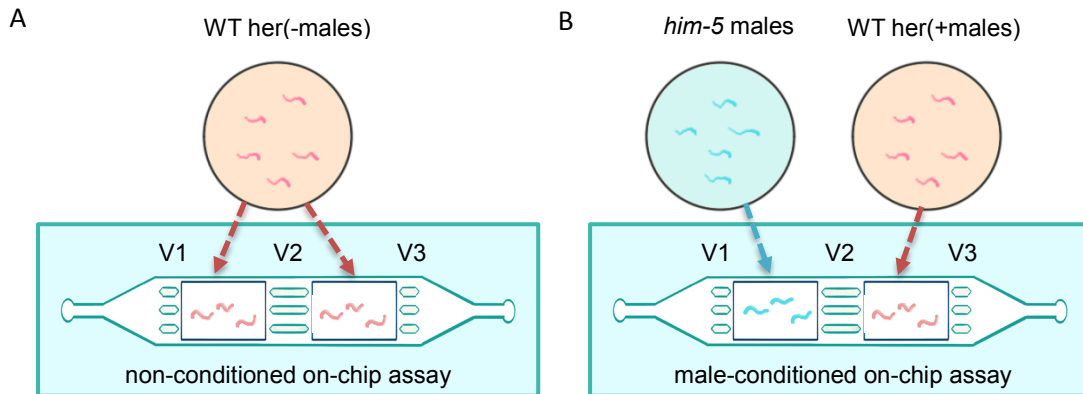 A
WT her(-males)
V1 V2 V3
non-conditioned on-chip assay
B
him-5 males WT her(+males)
V1 V2 V3
male-conditioned on-chip assay